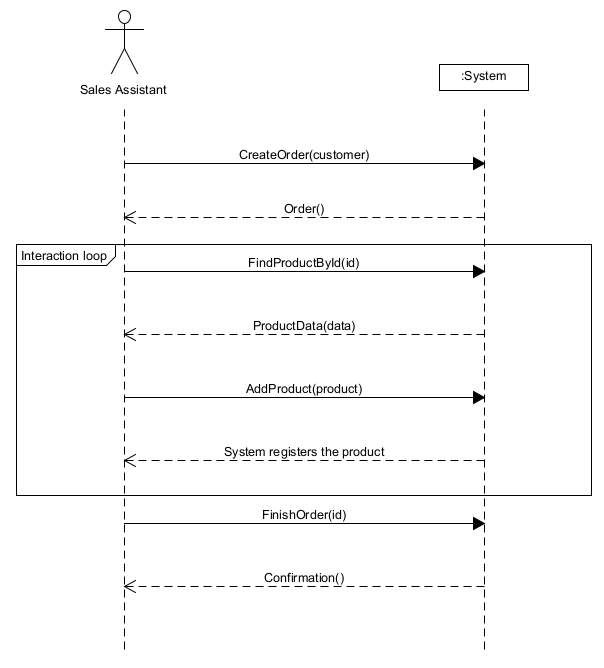 Sales Assistant
:System
CreateOrder(customer)
Order()
Interaction loop
FindProductById(id)
ProductData(data)
AddProduct(product)
System registers the product
FinishOrder(id)
Confirmation()